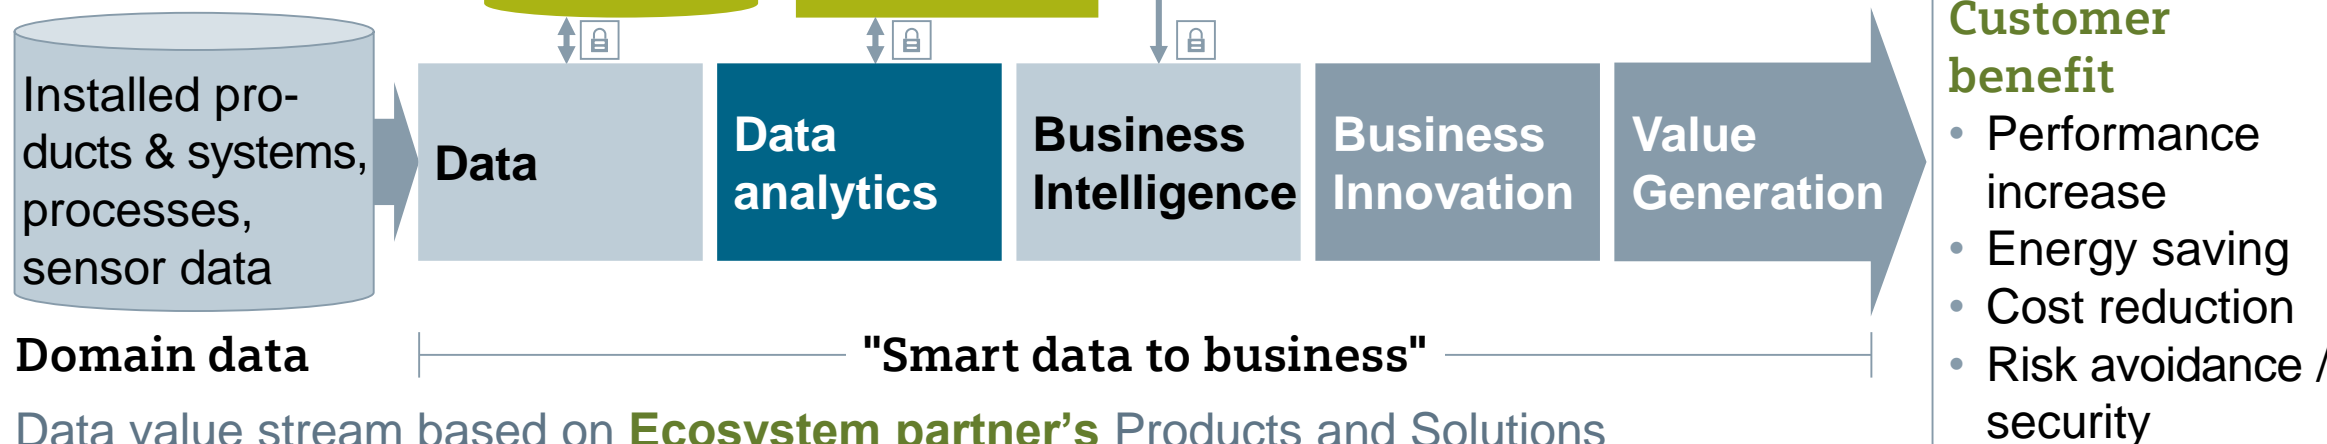 Installed pro-
ducts & systems,
processes,
sensor data
Data
Data
analytics
Business
Intelligence
Business
Innovation
Value
Generation
Domain data
"Smart data to business"
Data value stream based on Ecosystem partner’s Products and Solutions
Customer
benefit
• Performance
increase
• Energy saving
• Cost reduction
• Risk avoidance /
security